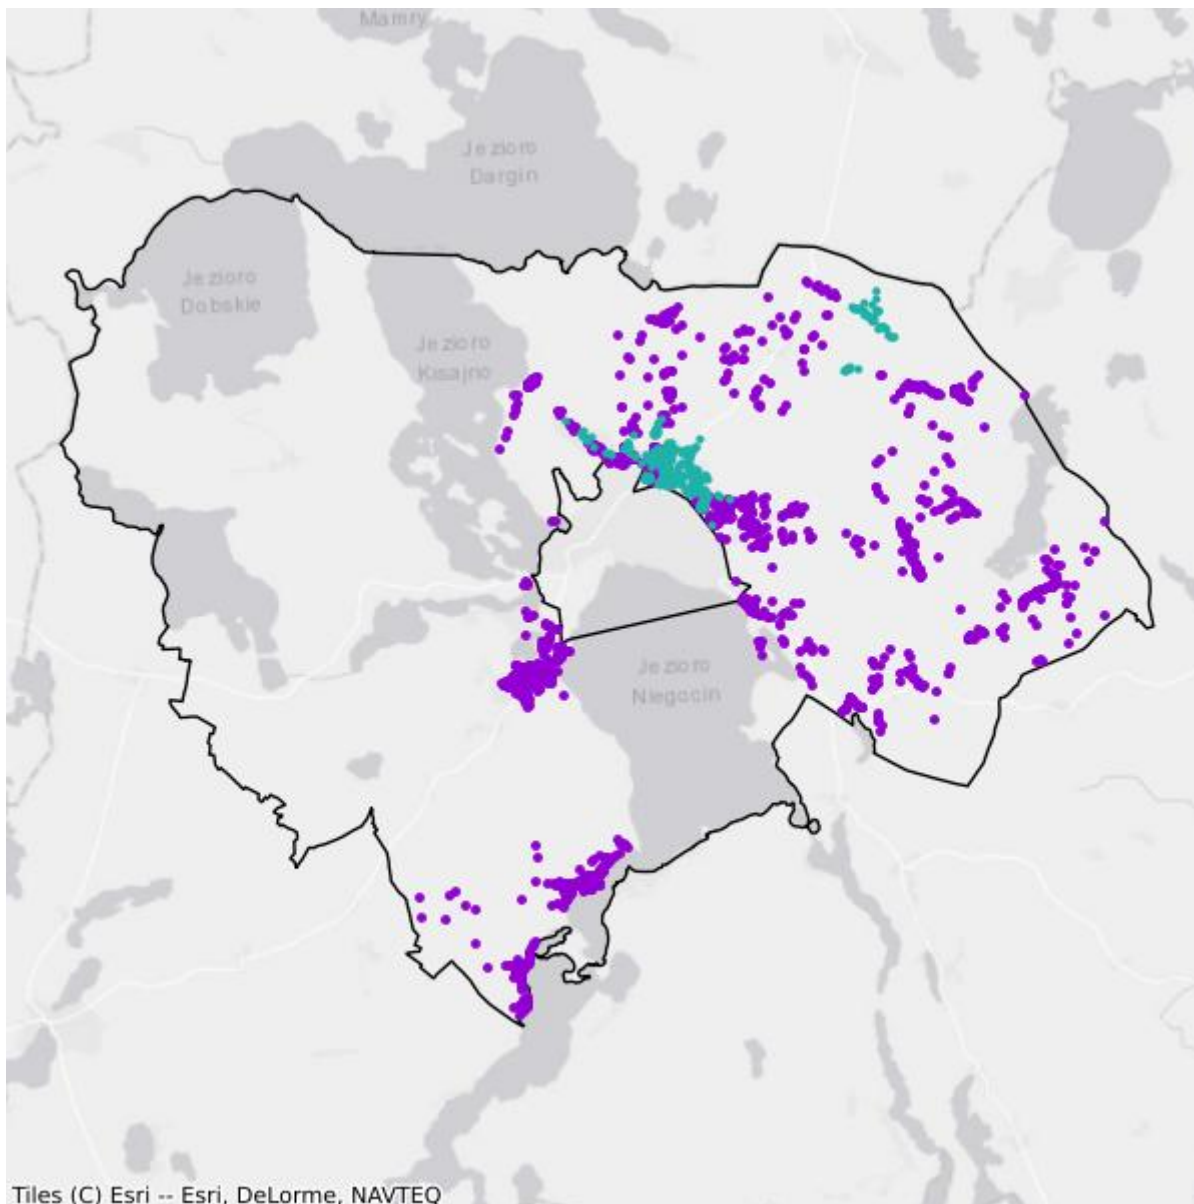 Mamry
Jezioro
Dargin
Jezioro
Dobskie
Jezioro
Kisajno
Jezioro
Niegocin
Tiles (C) Esri -- Esri, DeLorme, NAVTEQ